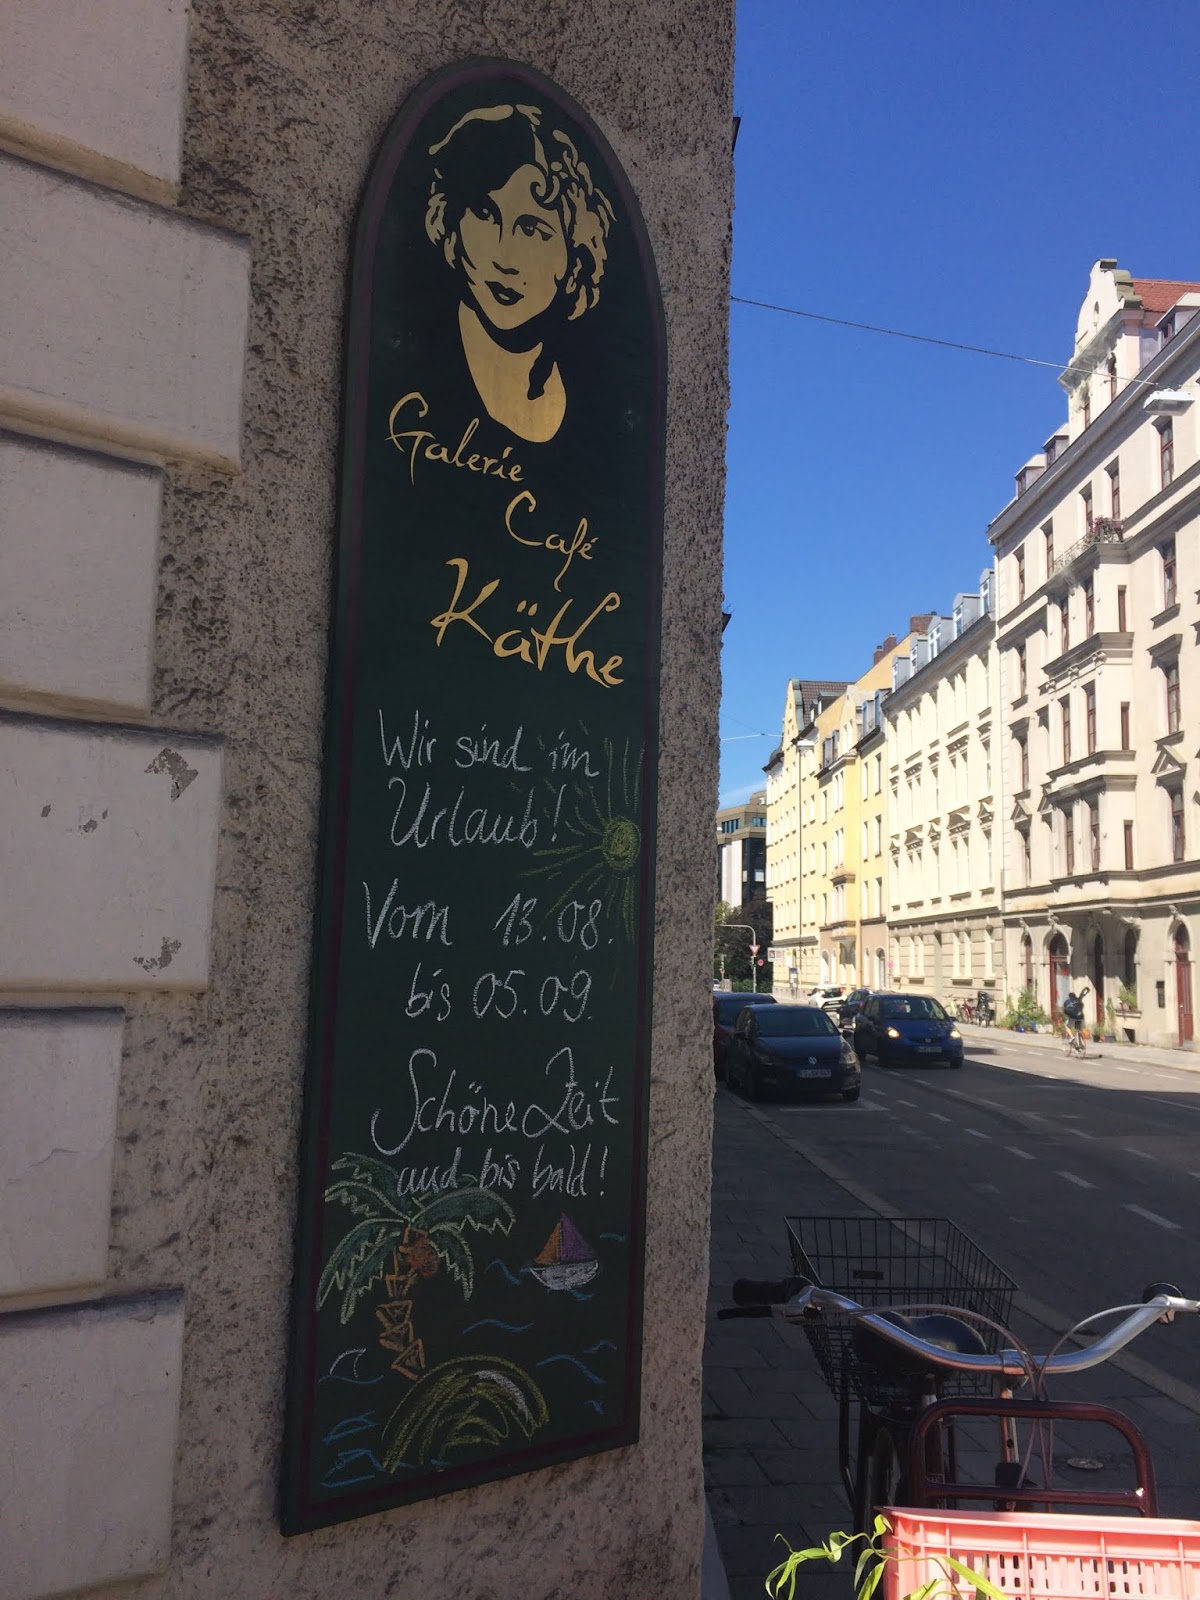 Galerie
Café
Käthe
Wir sind im
Urlaub!
Vom 13.08.
bis 05.09.
Schöne Zeit
und bis bald!